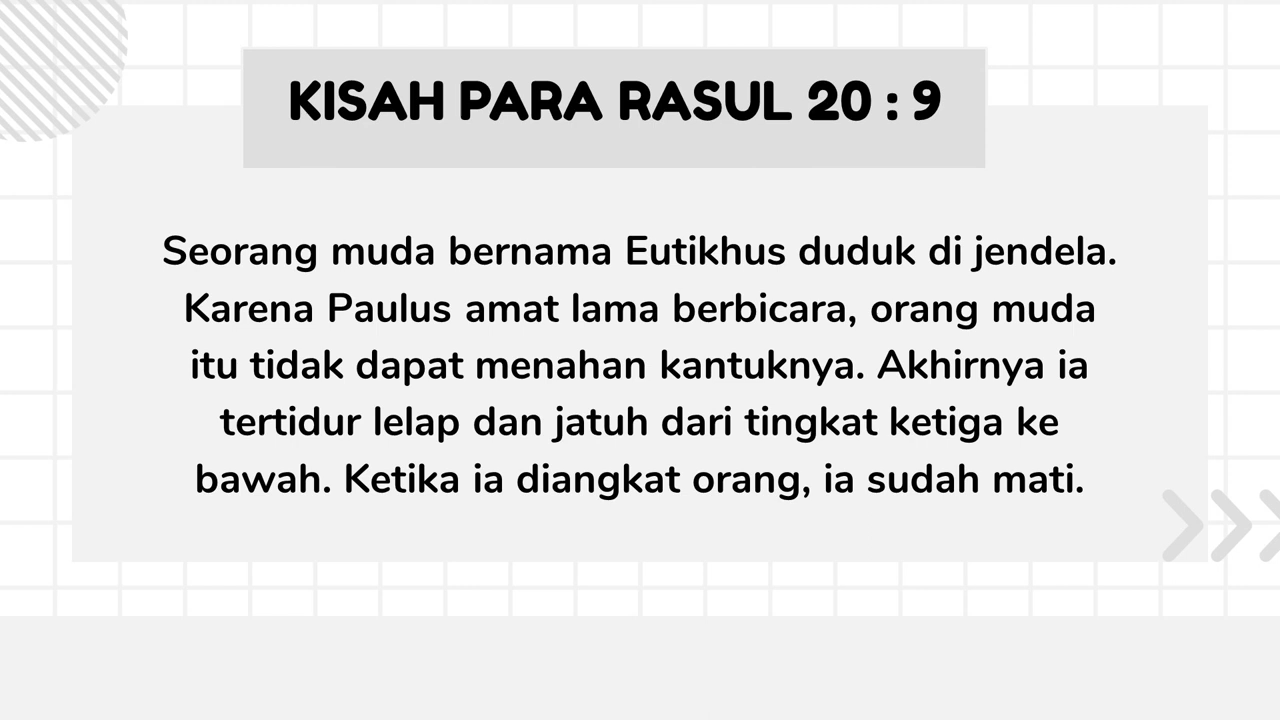 KISAH PARA RASUL 20 : 9
Seorang muda bernama Eutikhus duduk di jendela.
Karena Paulus amat lama berbicara, orang muda
itu tidak dapat menahan kantuknya. Akhirnya ia
tertidur lelap dan jatuh dari tingkat ketiga ke
bawah. Ketika ia diangkat orang, ia sudah mati.